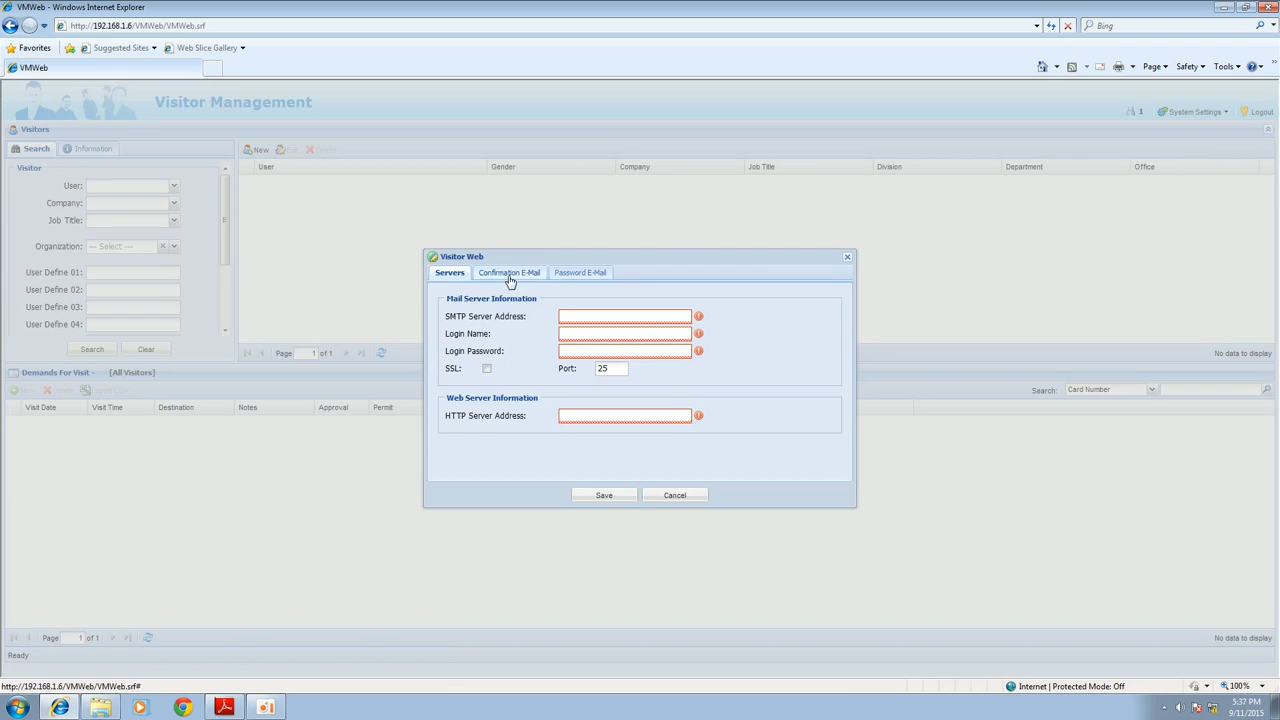 VMWeb - Windows Internet Explorer
http://192.168.1.6/VMWeb/VMWeb.srf
Bing
Favorites
Suggested Sites
Web Slice Gallery
VMWeb
Page
Safety
Tools
Visitor Management
1
System Settings
Logout
Visitors
Search
Information
New
Visitor
User
Gender
Company
Job Title
Division
Department
Office
User:
Company:
Job Title:
Organization:
--- Select ---
User Define 01:
User Define 02:
User Define 03:
User Define 04:
Search
Clear
Page 1 of 1
No data to display
Visitor Web
Servers
Confirmation E-Mail
Password E-Mail
Mail Server Information
SMTP Server Address:
Login Name:
Login Password:
SSL:
Port:
25
Web Server Information
HTTP Server Address:
Save
Cancel
Demands For Visit - [All Visitors]
Search:
Card Number
Visit Date
Visit Time
Destination
Notes
Approval
Permit
Page 1 of 1
No data to display
Ready
http://192.168.1.6/VMWeb/VMWeb.srf#
Internet | Protected Mode: Off
100%
5:37 PM
9/11/2015